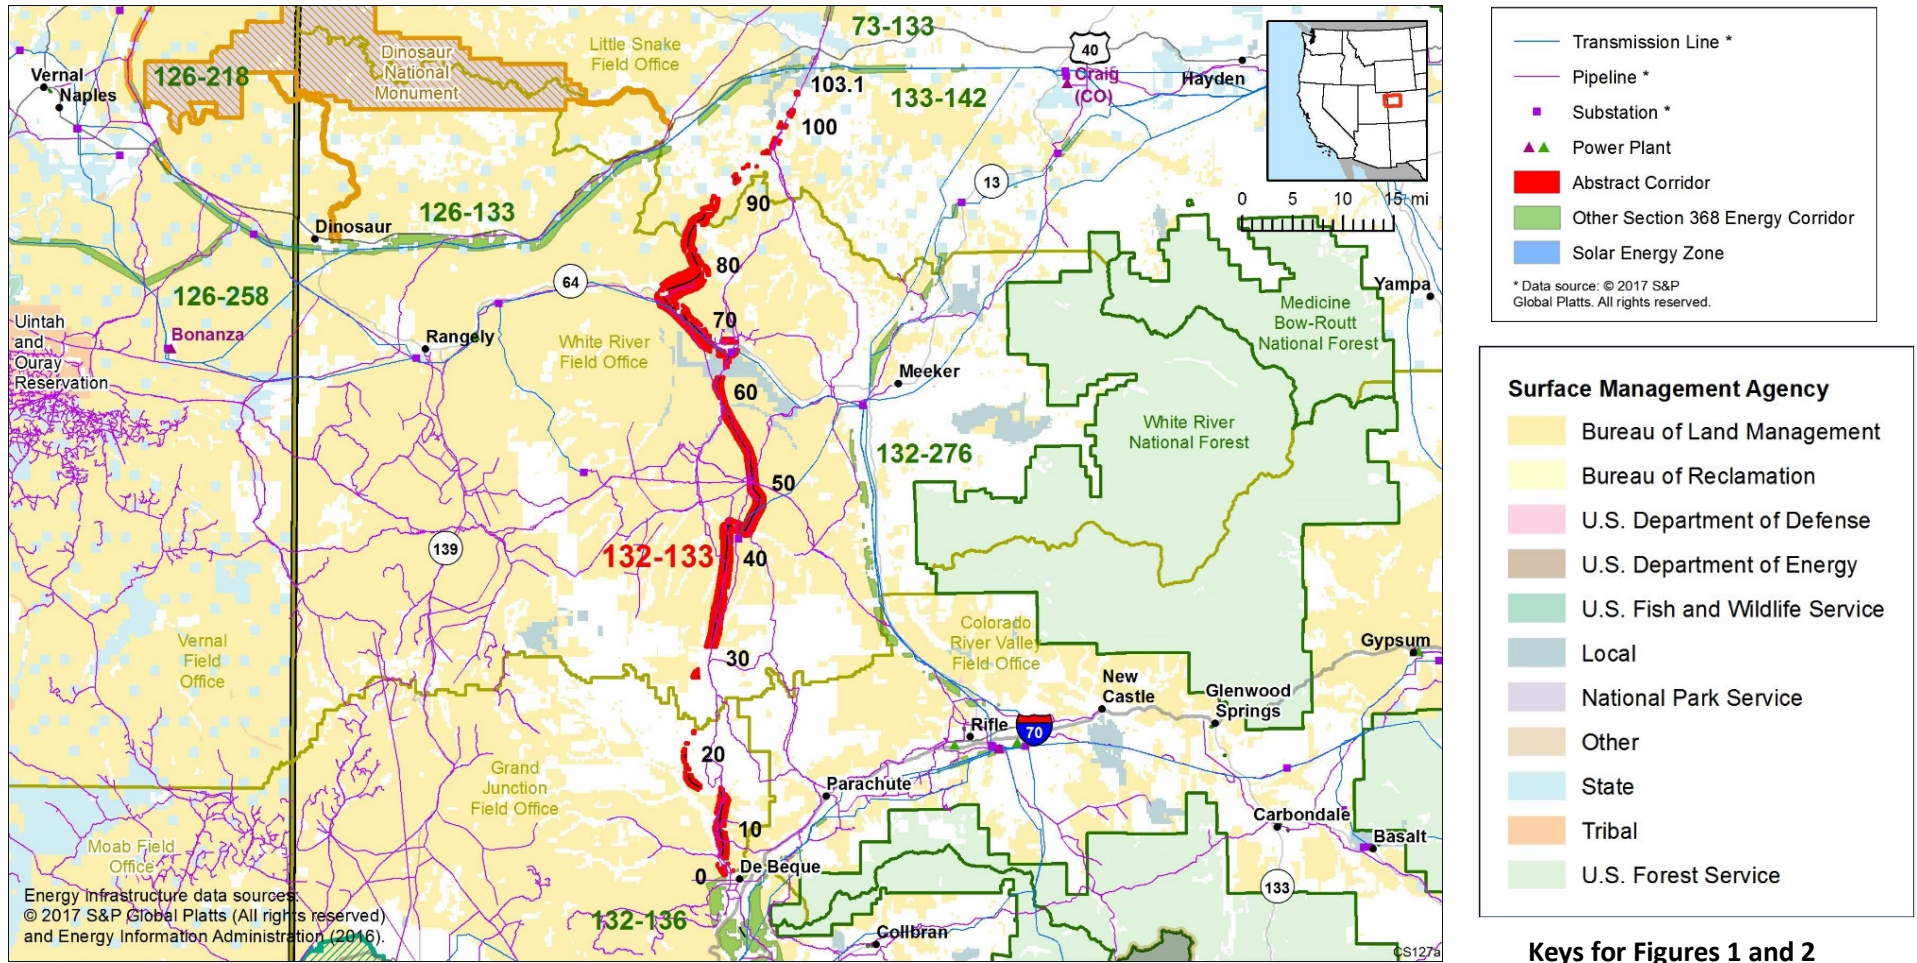 73-133
Little Snake
Field Office
Dinosaur
National
Monument
126-218
Vernal
Naples
40
Craig
(CO)
Hayden
103.1
133-142
100
13
0 5 10 15 mi
90
126-133
Dinosaur
80
126-258
64
Yampa
Medicine
Bow-Routt
National Forest
Uintah
and
Ouray
Reservation
Bonanza
Rangely
70
White River
Field Office
Meeker
60
White River
National Forest
132-276
50
139
132-133
40
Vernal
Field
Office
Colorado
River Valley
Field Office
30
Gypsum
New
Castle
Glenwood
Springs
Rifle
70
20
Grand
Junction
Field Office
Parachute
10
Carbondale
Basalt
Moab Field
Office
0
De Beque
133
132-136
Collbran
Energy infrastructure data sources:
© 2017 S&P Global Platts (All rights reserved)
and Energy Information Administration (2016).
CS127a
Transmission Line *
Pipeline *
Substation *
Power Plant
Abstract Corridor
Other Section 368 Energy Corridor
Solar Energy Zone
* Data source: © 2017 S&P
Global Platts. All rights reserved.
Surface Management Agency
Bureau of Land Management
Bureau of Reclamation
U.S. Department of Defense
U.S. Department of Energy
U.S. Fish and Wildlife Service
Local
National Park Service
Other
State
Tribal
U.S. Forest Service
Keys for Figures 1 and 2